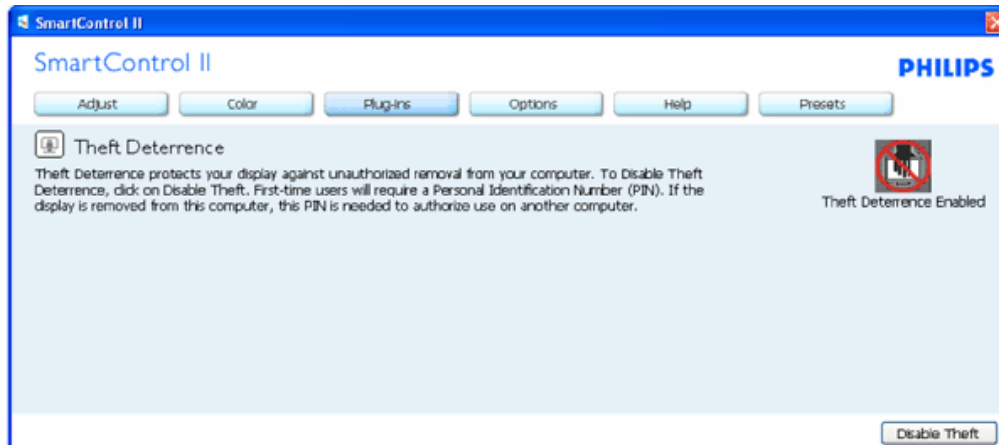 SmartControl II
SmartControl II
PHILIPS
Adjust Color Plug-Ins Options Help Presets
Theft Deterrence
Theft Deterrence protects your display against unauthorized removal from your computer. To Disable Theft
Deterrence, click on Disable Theft. First-time users will require a Personal Identification Number (PIN). If the
display is removed from this computer, this PIN is needed to authorize use on another computer.
Theft Deterrence Enabled
Disable Theft